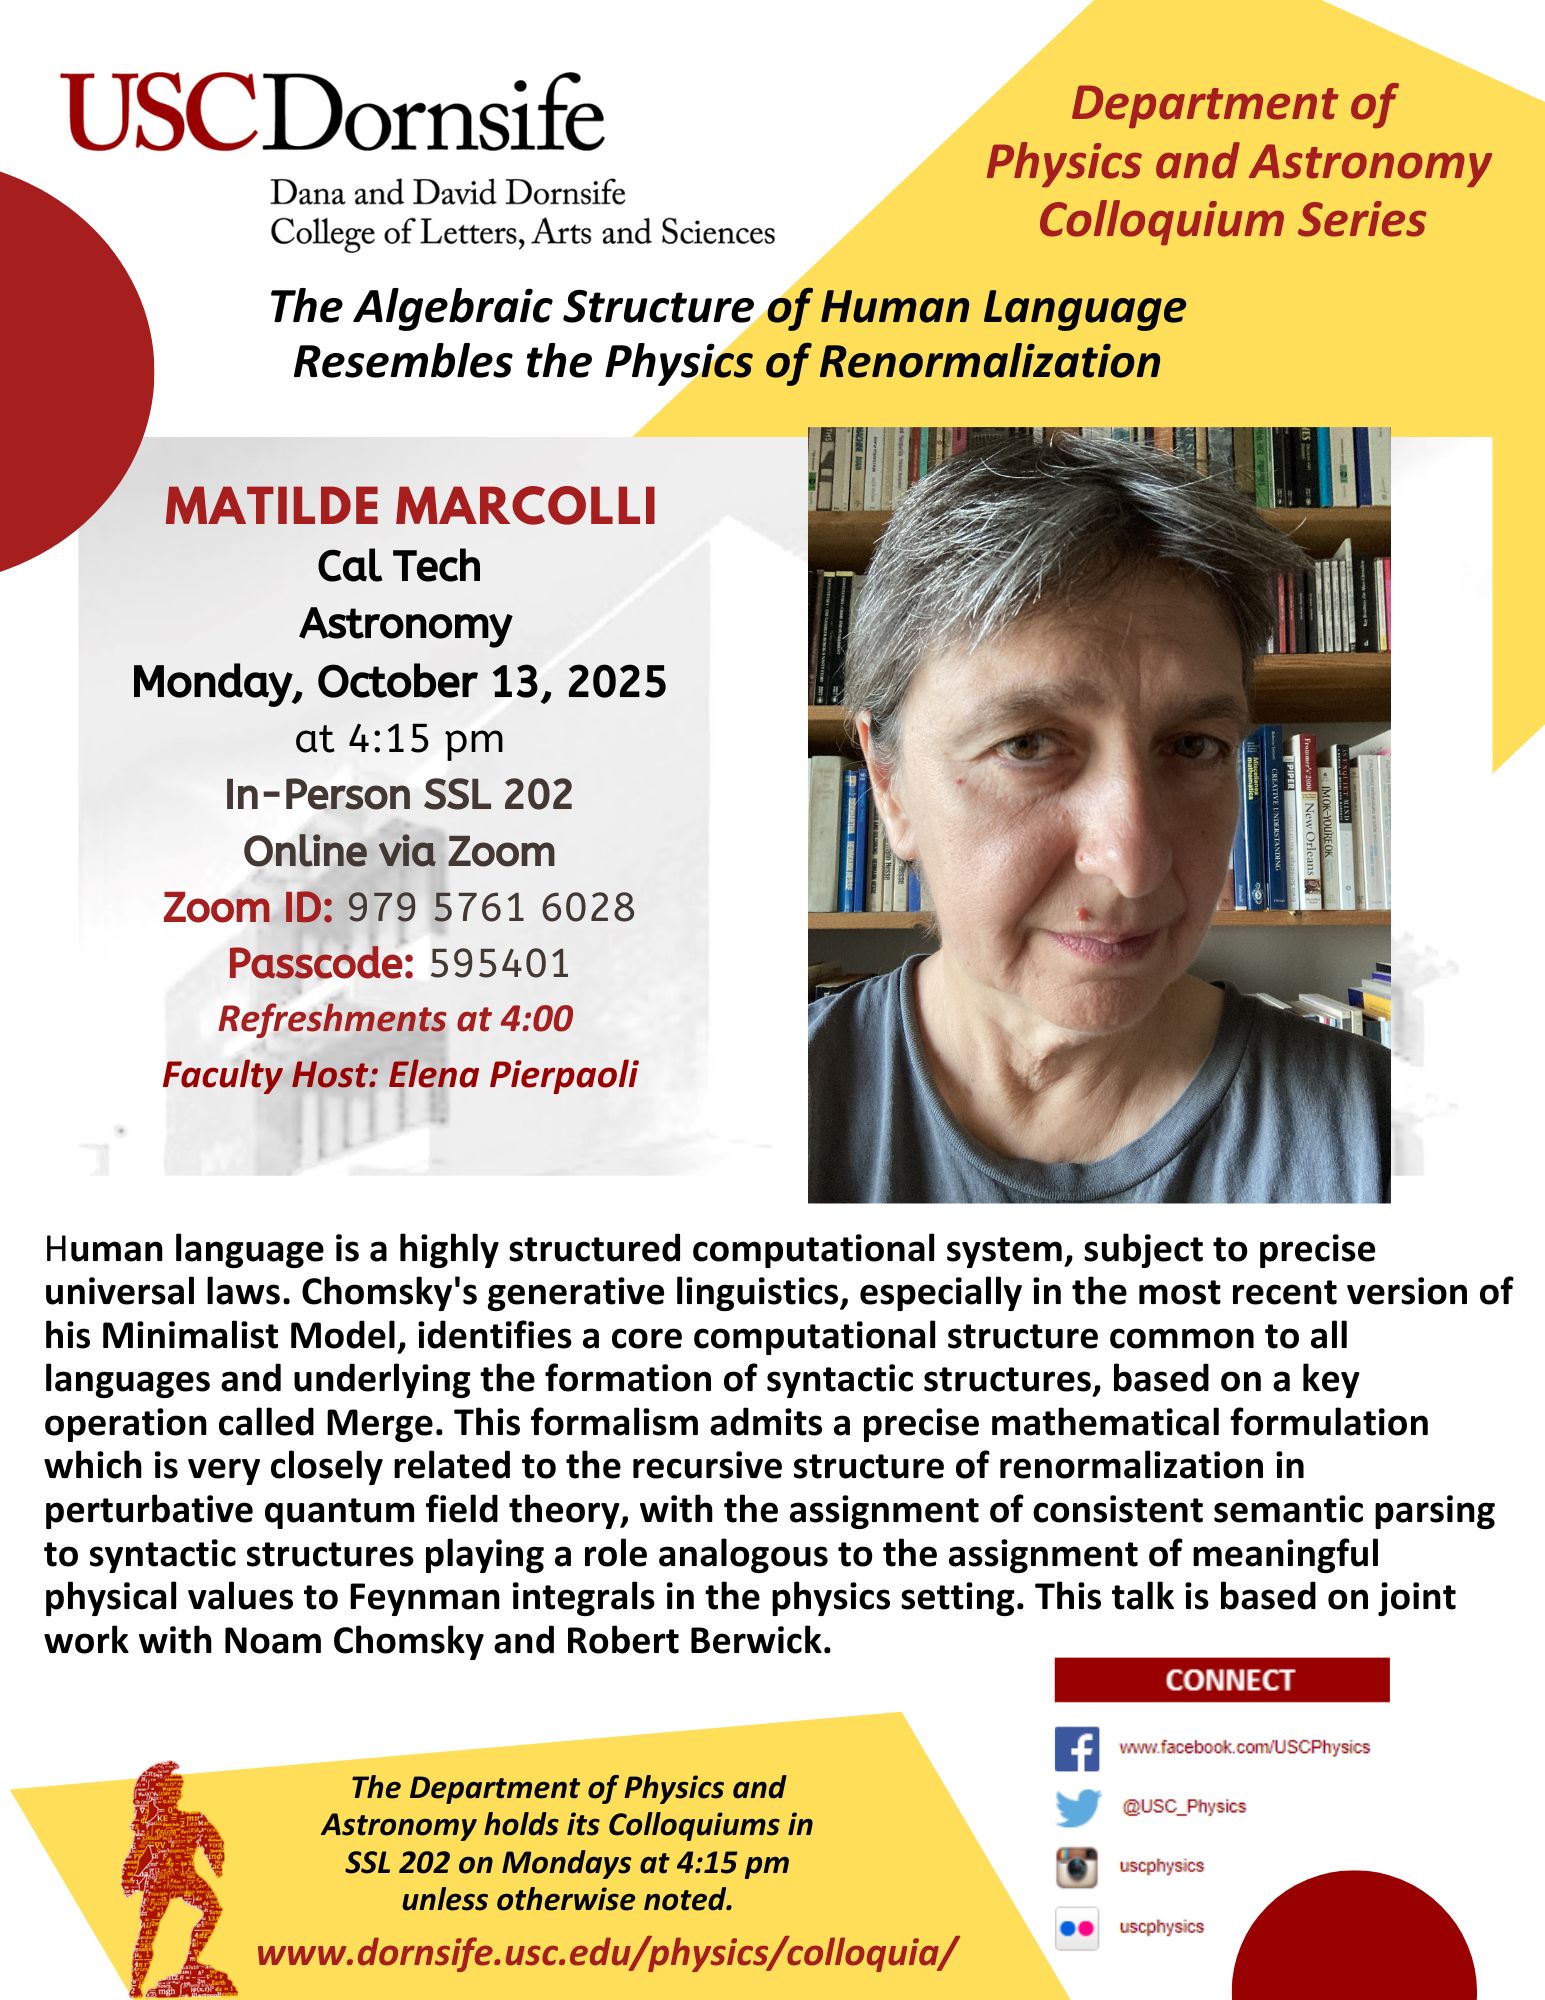 USCDornsife
Dana and David Dornsife
College of Letters, Arts and Sciences
Department of
Physics and Astronomy
Colloquium Series
The Algebraic Structure of Human Language
Resembles the Physics of Renormalization
MATILDE MARCOLLI
Cal Tech
Astronomy
Monday, October 13, 2025
at 4:15 pm
In-Person SSL 202
Online via Zoom
Zoom ID: 979 5761 6028
Passcode: 595401
Refreshments at 4:00
Faculty Host: Elena Pierpaoli
CREATIVE UNDERSTANDING
PIPER
Frommer's 2000
New Orleans
Human language is a highly structured computational system, subject to precise
universal laws. Chomsky's generative linguistics, especially in the most recent version of
his Minimalist Model, identifies a core computational structure common to all
languages and underlying the formation of syntactic structures, based on a key
operation called Merge. This formalism admits a precise mathematical formulation
which is very closely related to the recursive structure of renormalization in
perturbative quantum field theory, with the assignment of consistent semantic parsing
to syntactic structures playing a role analogous to the assignment of meaningful
physical values to Feynman integrals in the physics setting. This talk is based on joint
work with Noam Chomsky and Robert Berwick.
The Department of Physics and
Astronomy holds its Colloquiums in
SSL 202 on Mondays at 4:15 pm
unless otherwise noted.
www.dornsife.usc.edu/physics/colloquia/
CONNECT
www.facebook.com/USCPhysics
@USC_Physics
uscphysics
uscphysics